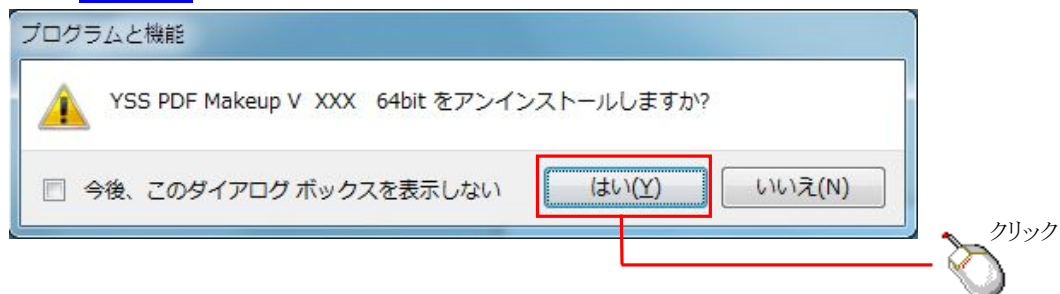 プログラムと機能
YSS PDF Makeup V XXX 64bit をアンインストールしますか?
今後、このダイアログ ボックスを表示しない
はい(Y)
いいえ(N)
クリック